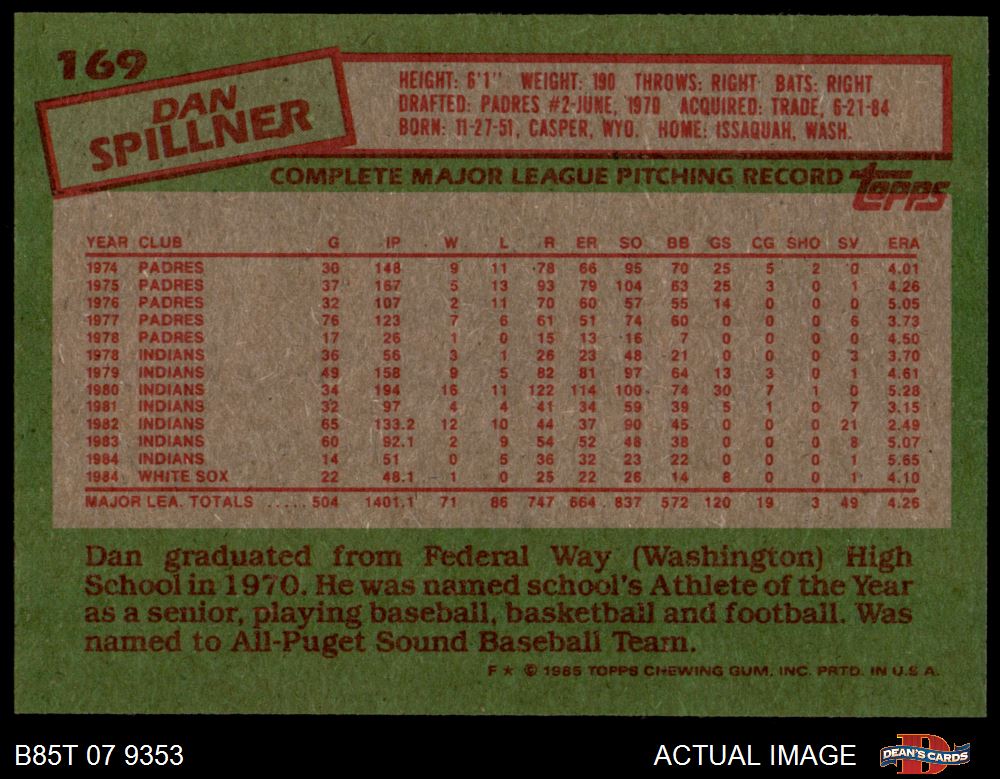 169
DAN
SPILLNER
HEIGHT: 6'1" WEIGHT: 190 THROWS: RIGHT BATS: RIGHT
DRAFTED: PADRES #2-JUNE, 1970 ACQUIRED: TRADE, 6-21-84
BORN: 11-27-51, CASPER, WYO. HOME: ISSAQUAH, WASH.
COMPLETE MAJOR LEAGUE PITCHING RECORD topps
YEAR CLUB G IP W L R ER SO BB GS CG SHO SV ERA
1974 PADRES 30 148 9 11 78 66 95 70 25 5 2 0 4.01
1975 PADRES 37 167 5 13 93 79 104 63 25 3 0 1 4.26
1976 PADRES 32 107 2 11 70 60 57 55 14 0 0 0 5.05
1977 PADRES 76 123 7 6 61 51 74 60 0 0 0 6 3.73
1978 PADRES 17 26 1 0 15 13 16 7 0 0 0 0 4.50
1978 INDIANS 36 56 3 1 26 23 48 21 0 0 0 3 3.70
1979 INDIANS 49 158 9 5 82 81 97 64 13 3 0 1 4.61
1980 INDIANS 34 194 16 11 122 114 100 74 30 7 1 0 5.28
1981 INDIANS 32 97 4 4 41 34 59 39 5 1 0 7 3.15
1982 INDIANS 65 133.2 12 10 44 37 90 45 0 0 0 21 2.49
1983 INDIANS 60 92.1 2 9 54 52 48 38 0 0 0 8 5.07
1984 INDIANS 14 51 0 5 36 32 23 22 8 0 0 1 5.65
1984 WHITE SOX 22 48.1 1 0 25 22 26 14 0 0 0 1 4.10
MAJOR LEA. TOTALS ..... 504 1401.1 71 86 747 664 837 572 120 19 3 49 4.26
Dan graduated from Federal Way (Washington) High
School in 1970. He was named school's Athlete of the Year
as a senior, playing baseball, basketball and football. Was
named to All-Puget Sound Baseball Team.
F * © 1985 TOPPS CHEWING GUM, INC. PRTD. IN U.S.A.
B85T 07 9353 ACTUAL IMAGE DEAN'S CARDS